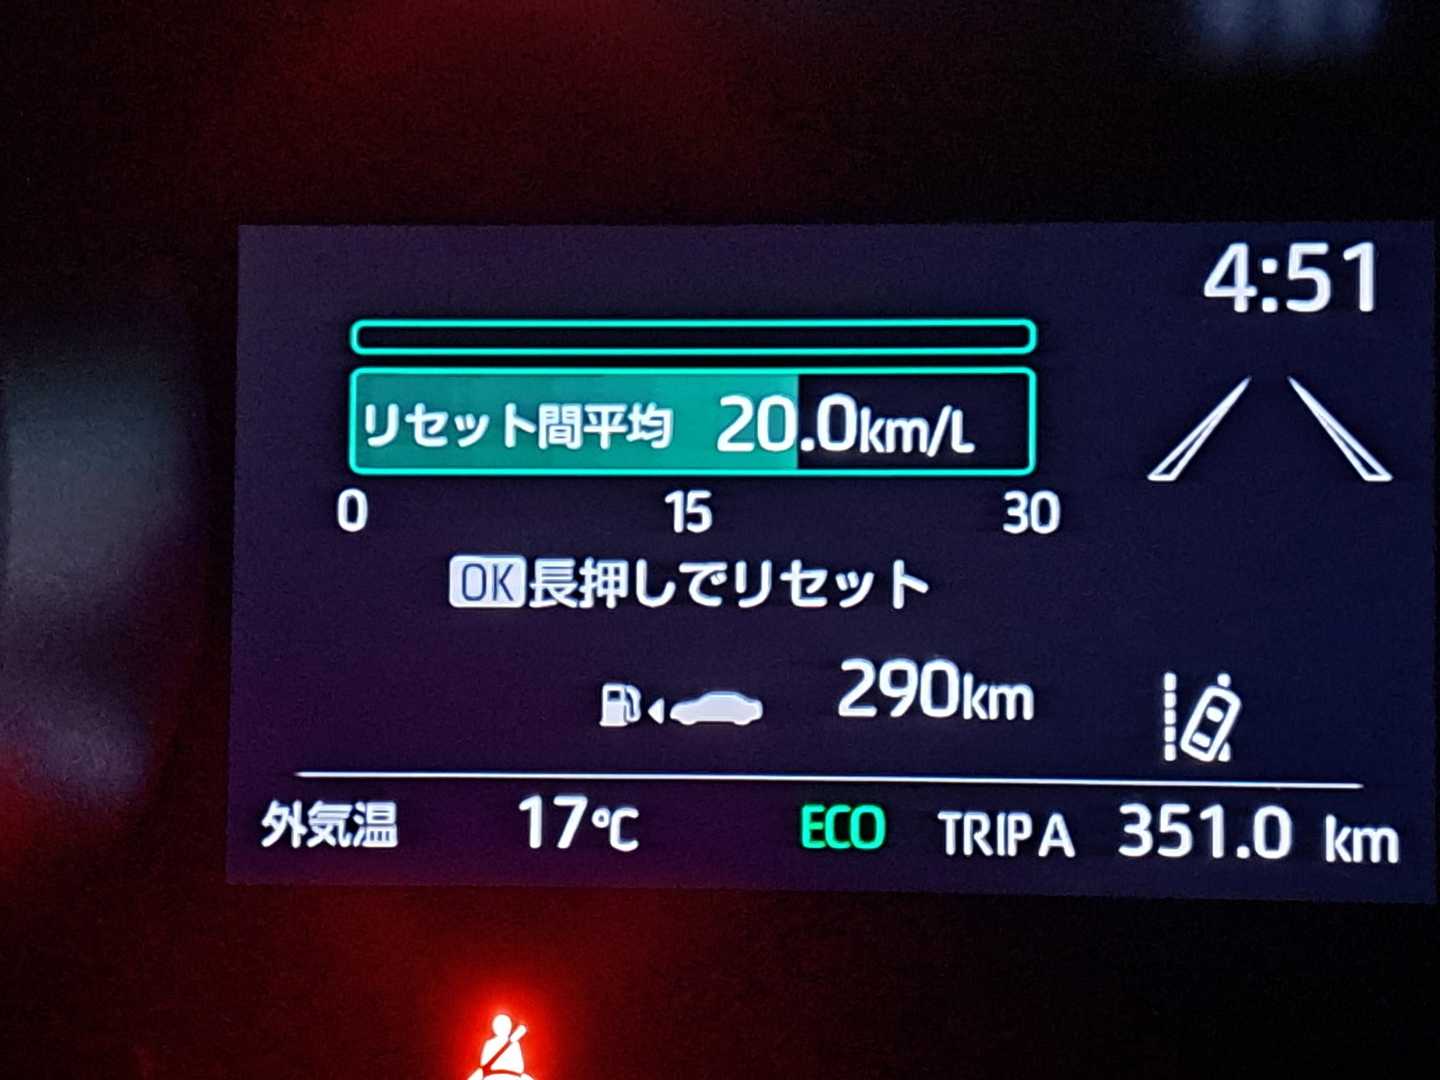 4:51
リセット間平均 20.0km/L
0 15 30
OK長押しでリセット
290km
外気温 17℃ ECO TRIP A 351.0 km